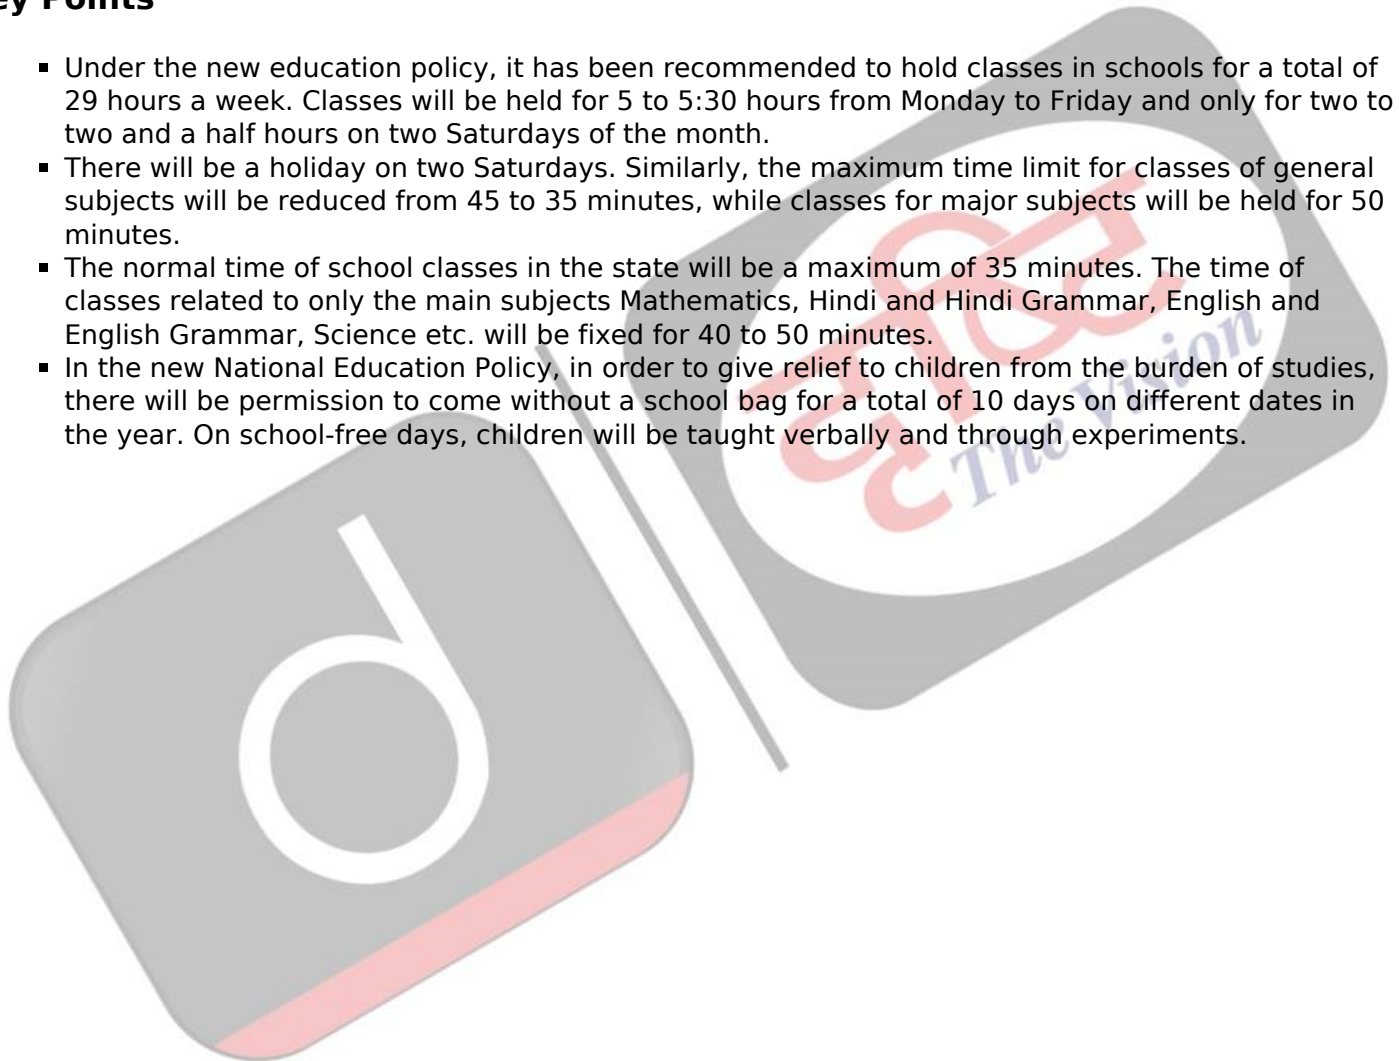 ey Points
▪ Under the new education policy, it has been recommended to hold classes in schools for a total of
29 hours a week. Classes will be held for 5 to 5:30 hours from Monday to Friday and only for two to
two and a half hours on two Saturdays of the month.
▪ There will be a holiday on two Saturdays. Similarly, the maximum time limit for classes of general
subjects will be reduced from 45 to 35 minutes, while classes for major subjects will be held for 50
minutes.
▪ The normal time of school classes in the state will be a maximum of 35 minutes. The time of
classes related to only the main subjects Mathematics, Hindi and Hindi Grammar, English and
English Grammar, Science etc. will be fixed for 40 to 50 minutes.
▪ In the new National Education Policy, in order to give relief to children from the burden of studies,
there will be permission to come without a school bag for a total of 10 days on different dates in
the year. On school-free days, children will be taught verbally and through experiments.
दृष्टि
The Vision
d